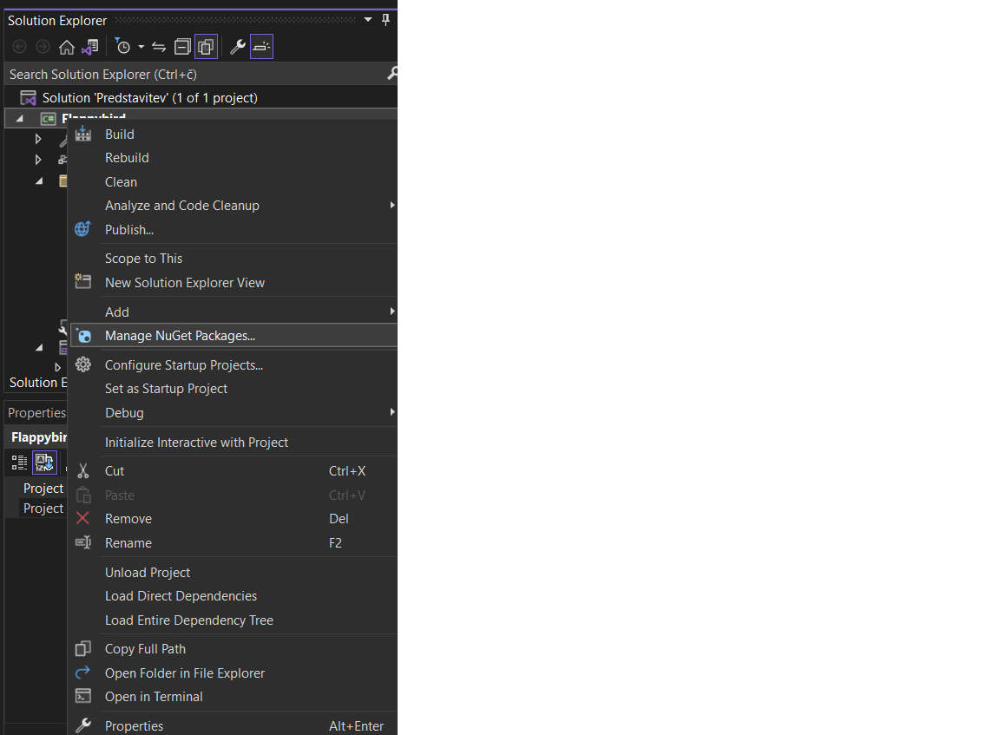 Solution Explorer
Search Solution Explorer (Ctrl+č)
Solution 'Predstavitev' (1 of 1 project)
C# Flappybird
Build
Rebuild
Clean
Analyze and Code Cleanup
Publish...
Scope to This
New Solution Explorer View
Add
Manage NuGet Packages...
Configure Startup Projects...
Solution E
Set as Startup Project
Properties
Debug
Flappybir
Initialize Interactive with Project
Cut Ctrl+X
Project
Paste Ctrl+V
Project
Remove Del
Rename F2
Unload Project
Load Direct Dependencies
Load Entire Dependency Tree
Copy Full Path
Open Folder in File Explorer
Open in Terminal
Properties Alt+Enter